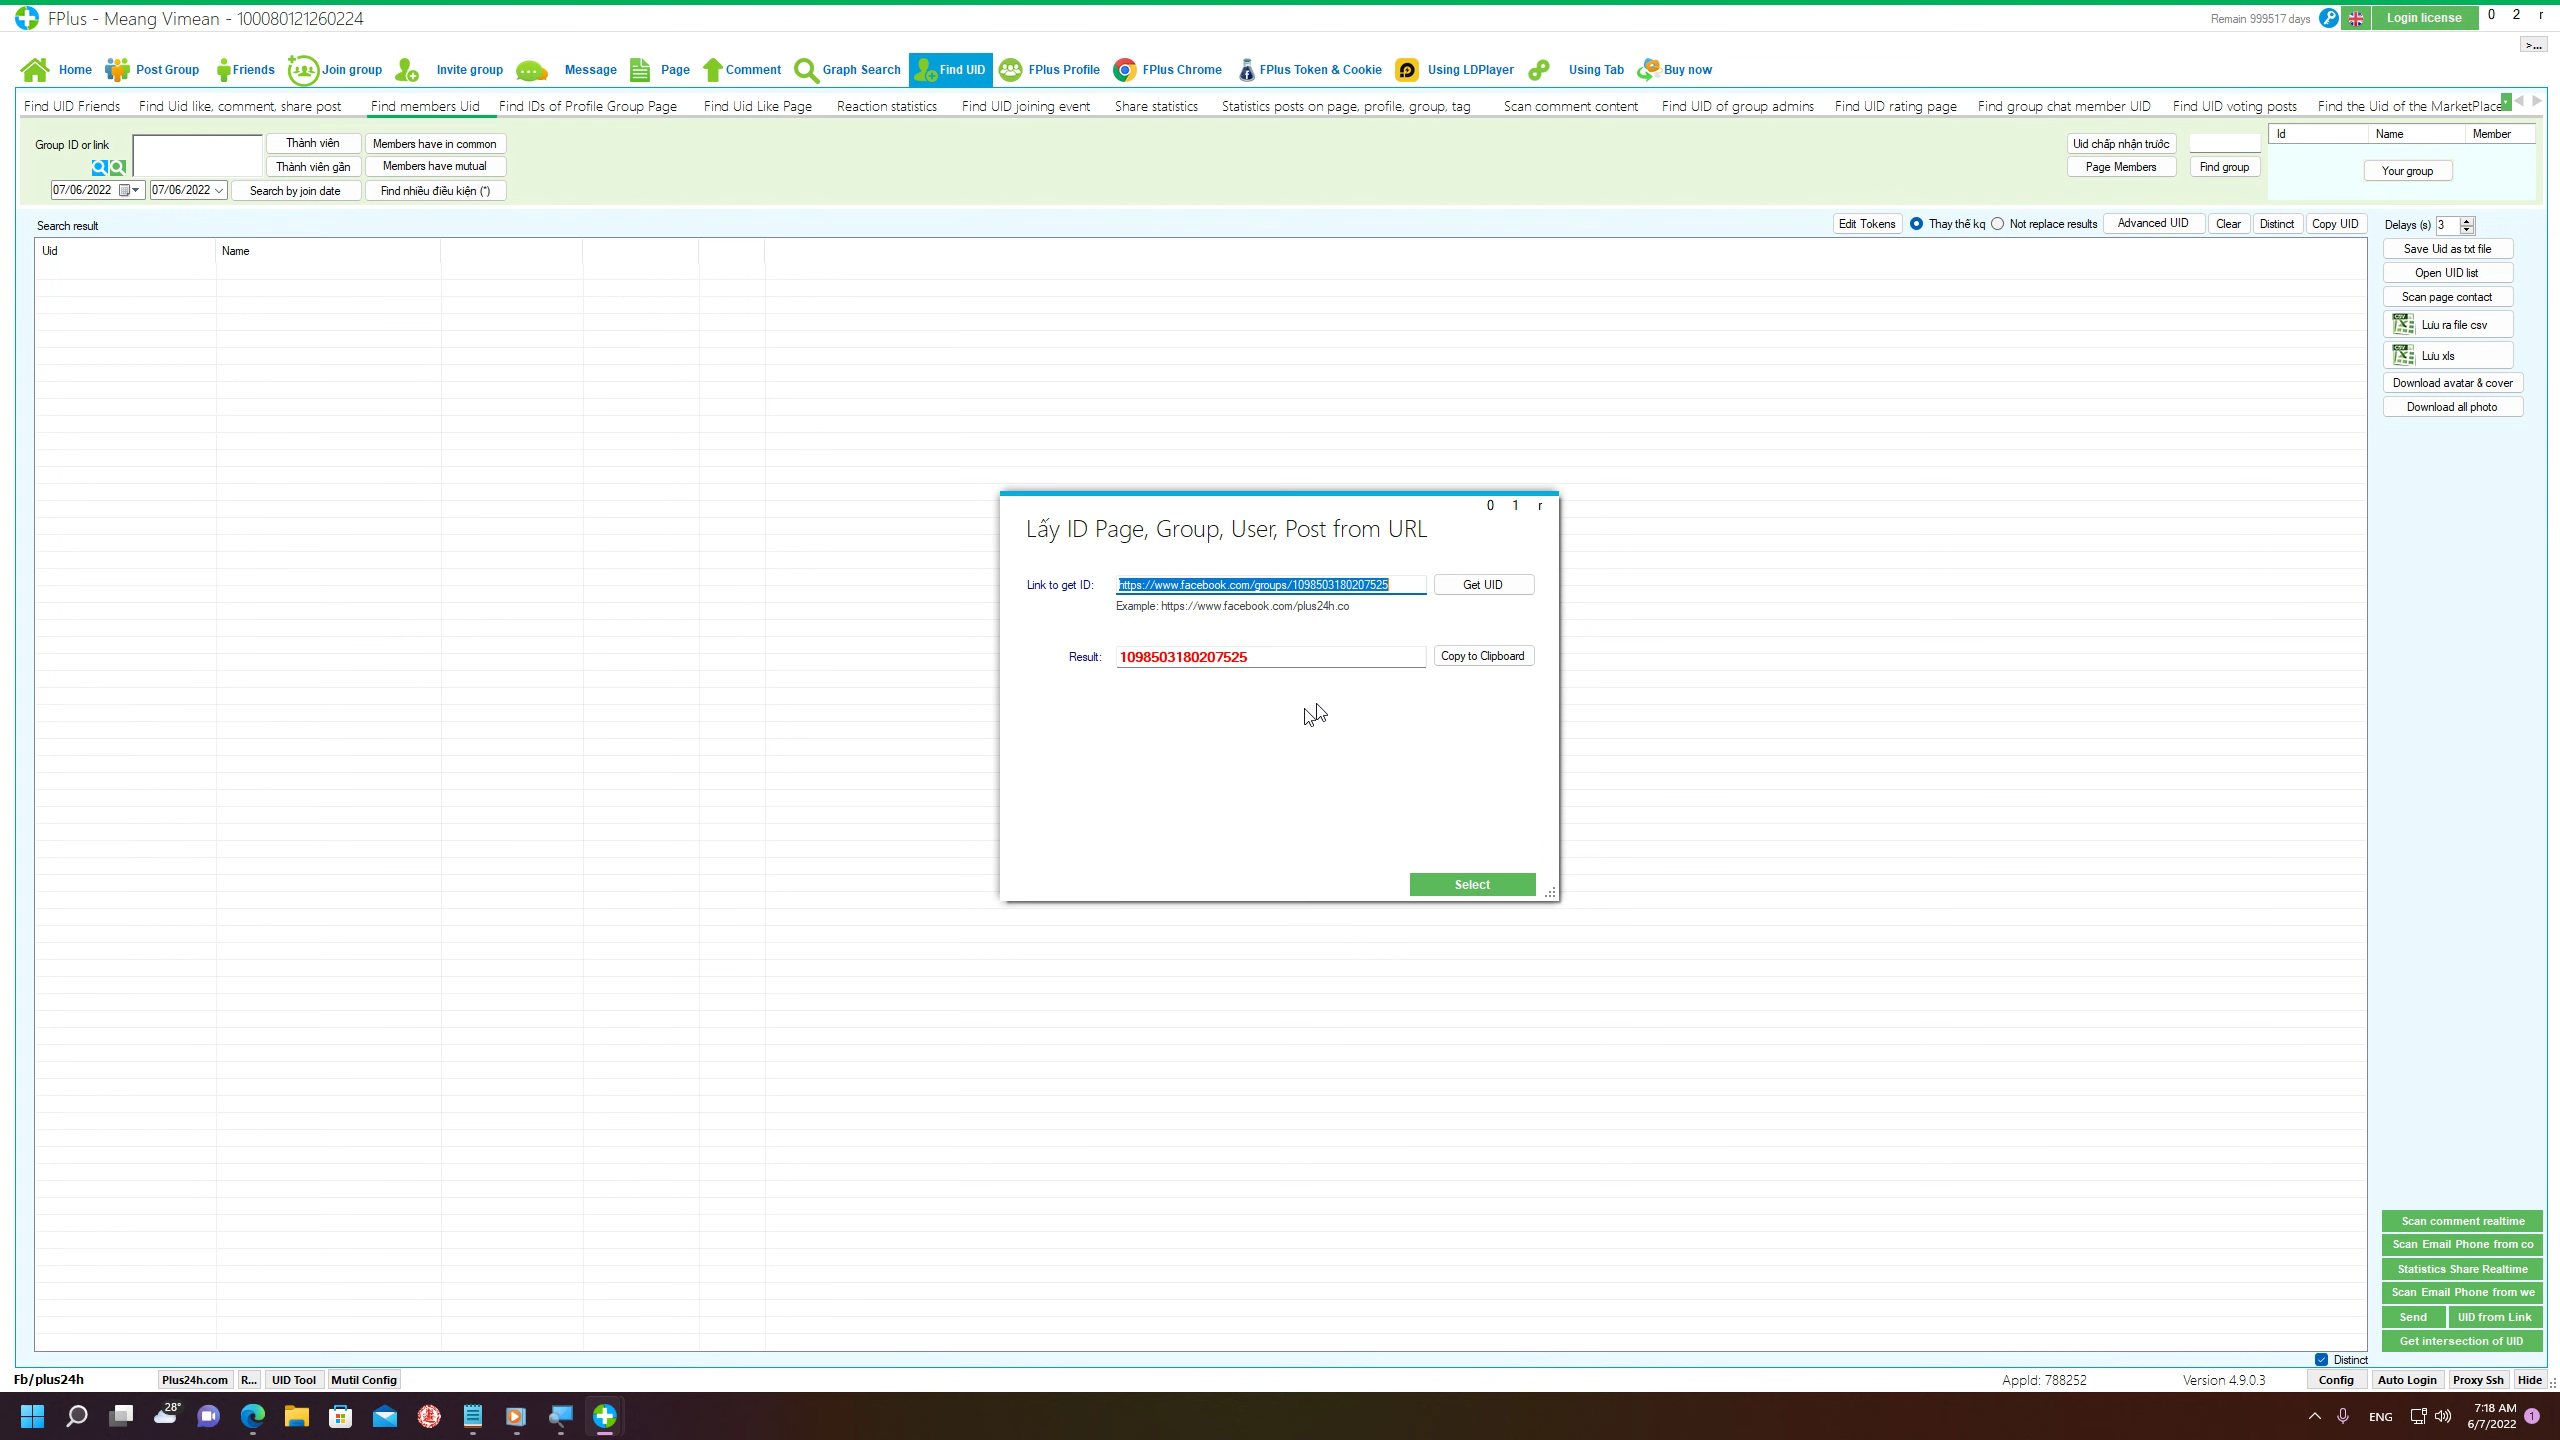 FPlus - Meang Vimean - 100080121260224
Remain 999517 days
Login license
0 2 r
>...
Home
Post Group
Friends
Join group
Invite group
Message
Page
Comment
Graph Search
Find UID
FPlus Profile
FPlus Chrome
FPlus Token & Cookie
Using LDPlayer
Using Tab
Buy now
Find UID Friends
Find Uid like, comment, share post
Find members Uid
Find IDs of Profile Group Page
Find Uid Like Page
Reaction statistics
Find UID joining event
Share statistics
Statistics posts on page, profile, group, tag
Scan comment content
Find UID of group admins
Find UID rating page
Find group chat member UID
Find UID voting posts
Find the Uid of the MarketPlace
Group ID or link
Thành viên
Members have in common
Thành viên gần
Members have mutual
07/06/2022
07/06/2022
Search by join date
Find nhiều điều kiện (*)
Uid chấp nhận trước
Page Members
Find group
Id
Name
Member
Your group
Search result
Edit Tokens
Thay thế kq
Not replace results
Advanced UID
Clear
Distinct
Copy UID
Delays (s) 3
Uid
Name
Save Uid as txt file
Open UID list
Scan page contact
Lưu ra file csv
Lưu xls
Download avatar & cover
Download all photo
0 1 r
Lấy ID Page, Group, User, Post from URL
Link to get ID:
https://www.facebook.com/groups/1098503180207525
Get UID
Example: https://www.facebook.com/plus24h.co
Result:
1098503180207525
Copy to Clipboard
Select
Scan comment realtime
Scan Email Phone from co
Statistics Share Realtime
Scan Email Phone from we
Send
UID from Link
Get intersection of UID
Distinct
Fb/plus24h
Plus24h.com
R...
UID Tool
Mutil Config
AppId: 788252
Version 4.9.0.3
Config
Auto Login
Proxy Ssh
Hide
28°
ENG
7:18 AM
6/7/2022
1